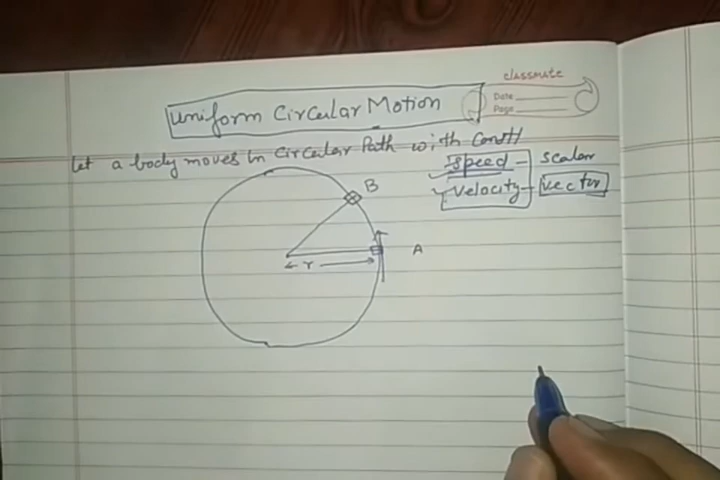 classmate
Date
Page
Uniform Circular Motion
Let a body moves in Circular Path with Constt
speed - scalar
velocity - vector
B
A
r